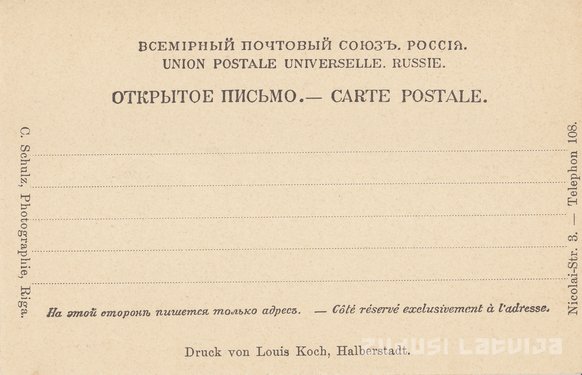 ВСЕМІРНЫЙ ПОЧТОВЫЙ СОЮЗЪ. РОССІЯ.
UNION POSTALE UNIVERSELLE. RUSSIE.
ОТКРЫТОЕ ПИСЬМО.— CARTE POSTALE.
C. Schulz, Photographie, Riga.
Nicolai-Str. 3. — Telephon 108.
На этой сторонѣ пишется только адресъ. — Côté réservé exclusivement à l'adresse.
Druck von Louis Koch, Halberstadt.
zudusi Latvija